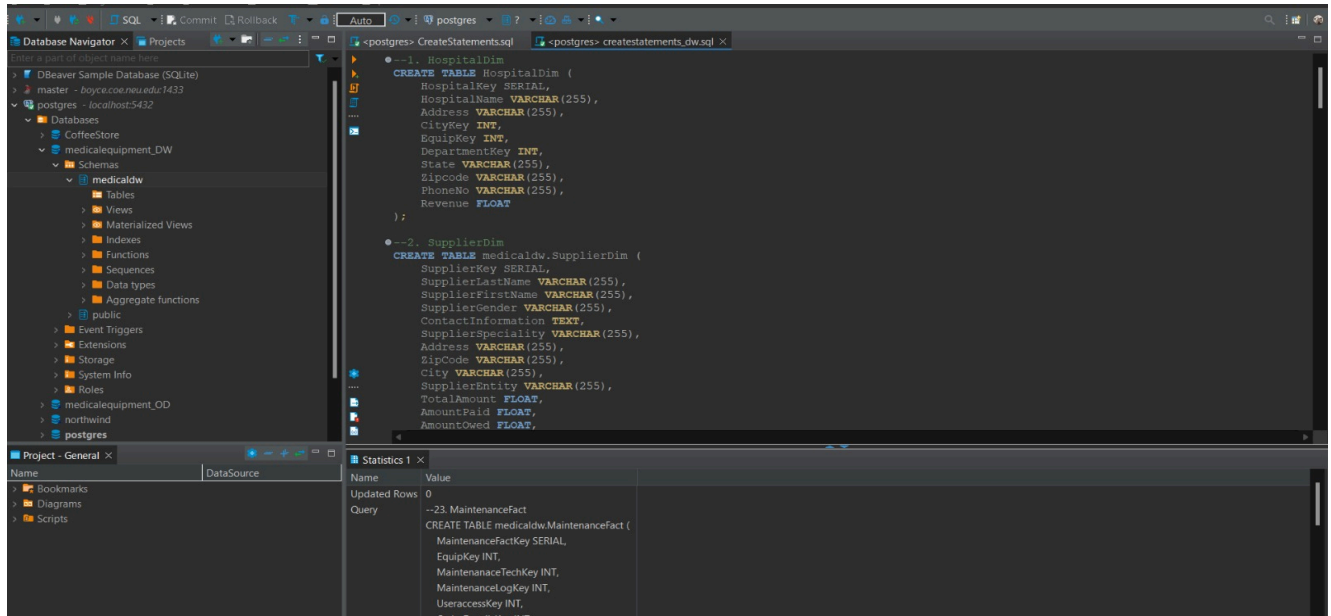 SQL Commit Rollback Auto postgres ?
Database Navigator Projects
Enter a part of object name here
DBeaver Sample Database (SQLite)
master - boyce.coe.neu.edu:1433
postgres - localhost:5432
Databases
CoffeeStore
medicalequipment_DW
Schemas
medicaldw
Tables
Views
Materialized Views
Indexes
Functions
Sequences
Data types
Aggregate functions
public
Event Triggers
Extensions
Storage
System Info
Roles
medicalequipment_OD
northwind
postgres
<postgres> CreateStatements.sql <postgres> createstatements_dw.sql
--1. HospitalDim
CREATE TABLE HospitalDim (
HospitalKey SERIAL,
HospitalName VARCHAR(255),
Address VARCHAR(255),
CityKey INT,
EquipKey INT,
DepartmentKey INT,
State VARCHAR(255),
Zipcode VARCHAR(255),
PhoneNo VARCHAR(255),
Revenue FLOAT
);
--2. SupplierDim
CREATE TABLE medicaldw.SupplierDim (
SupplierKey SERIAL,
SupplierLastName VARCHAR(255),
SupplierFirstName VARCHAR(255),
SupplierGender VARCHAR(255),
ContactInformation TEXT,
SupplierSpeciality VARCHAR(255),
Address VARCHAR(255),
ZipCode VARCHAR(255),
City VARCHAR(255),
SupplierEntity VARCHAR(255),
TotalAmount FLOAT,
AmountPaid FLOAT,
AmountOwed FLOAT,
Project - General
Name DataSource
Bookmarks
Diagrams
Scripts
Statistics 1
Name Value
Updated Rows 0
Query --23. MaintenanceFact
CREATE TABLE medicaldw.MaintenanceFact (
MaintenanceFactKey SERIAL,
EquipKey INT,
MaintenanaceTechKey INT,
MaintenanceLogKey INT,
UseraccessKey INT,